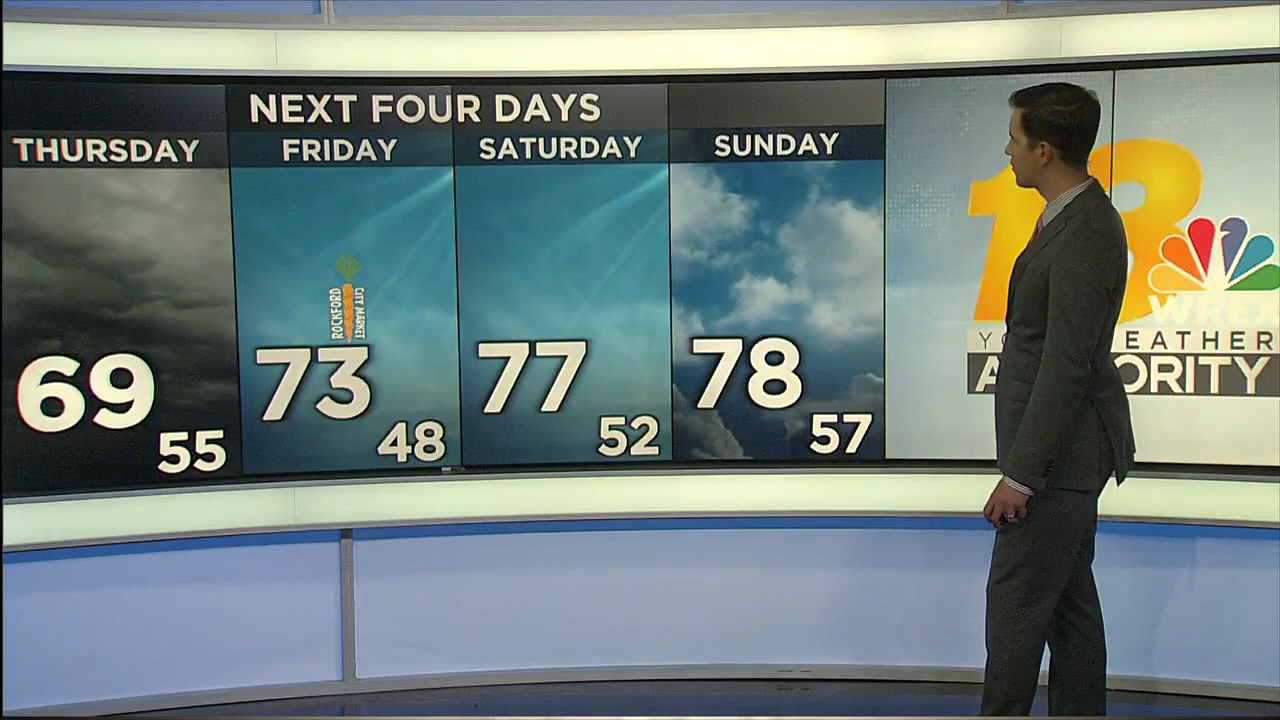 NEXT FOUR DAYS
THURSDAY
FRIDAY
SATURDAY
SUNDAY
ROCKFORD
CITY MARKET
69
55
73
48
77
52
78
57
13
WREX